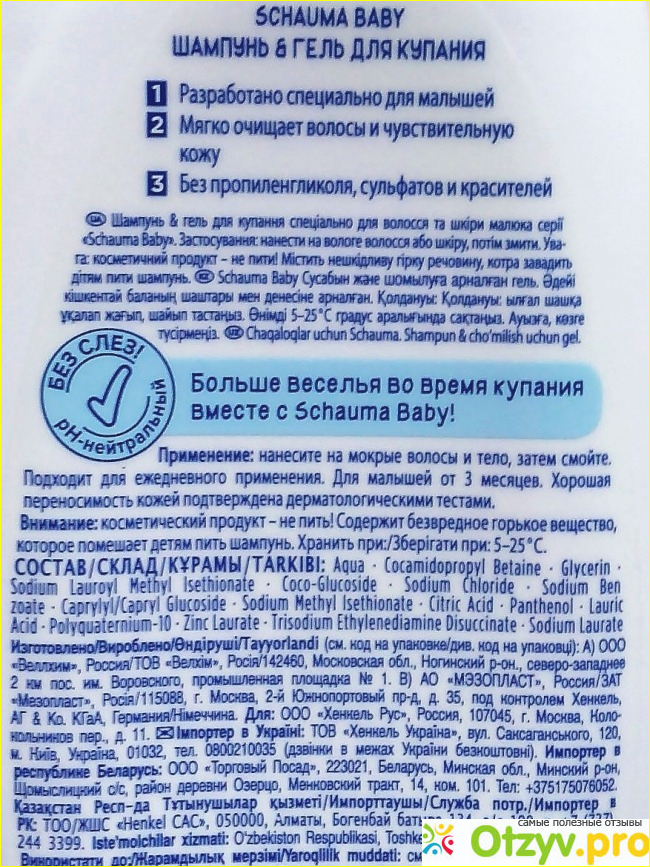 SCHAUMA BABY
ШАМПУНЬ & ГЕЛЬ ДЛЯ КУПАНИЯ
1 Разработано специально для малышей
2 Мягко очищает волосы и чувствительную
кожу
3 Без пропиленгликоля, сульфатов и красителей
UA Шампунь & гель для купання спеціально для волосся та шкіри малюка серії
«Schauma Baby». Застосування: нанести на вологе волосся або шкіру, потім змити. Ува-
га: косметичний продукт – не пити! Містить нешкідливу гірку речовину, котра завадить
дітям пити шампунь. KZ Schauma Baby Сусабын және шомылуға арналған гель. Әдейі
кішкентай баланың шаштары мен денесіне арналған. Қолдануы: Қолдануы: ылғал шашқа
уқалап жағып, шайып тастаңыз. Өнімді 5–25°C градус аралығында сақтаңыз. Ауызға, көзге
түсірмеңіз. UZ Chaqaloqlar uchun Schauma. Shampun & cho'milish uchun gel.
БЕЗ СЛЕЗ!
pH-нейтральный
Больше веселья во время купания
вместе с Schauma Baby!
Применение: нанесите на мокрые волосы и тело, затем смойте.
Подходит для ежедневного применения. Для малышей от 3 месяцев. Хорошая
переносимость кожей подтверждена дерматологическими тестами.
Внимание: косметический продукт – не пить! Содержит безвредное горькое вещество,
которое помешает детям пить шампунь. Хранить при:/Зберігати при: 5–25°C.
СОСТАВ/СКЛАД/ҚҰРАМЫ/TARKIBI: Aqua · Cocamidopropyl Betaine · Glycerin ·
Sodium Lauroyl Methyl Isethionate · Coco-Glucoside · Sodium Chloride · Sodium Ben
zoate · Caprylyl/Capryl Glucoside · Sodium Methyl Isethionate · Citric Acid · Panthenol · Lauric
Acid · Polyquaternium-10 · Zinc Laurate · Trisodium Ethylenediamine Disuccinate · Sodium Laurate
Изготовлено/Вироблено/Өндіруші/Tayyorlandi (см. код на упаковке/див. код на упаковці): А) ООО
«Веллхим», Россия/ТОВ «Велхім», Росія/142460, Московская обл., Ногинский р-он., северо-западнее
2 км пос. им. Воровского, промышленная площадка № 1. В) АО «МЭЗОПЛАСТ», Россия/ЗАТ
«Мезопласт», Росія/115088, г. Москва, 2-й Южнопортовый пр-д, д. 35, под контролем Хенкель,
АГ & Ко. КГаА, Германия/Німеччина. Для: ООО «Хенкель Рус», Россия, 107045, г. Москва, Коло-
кольников пер., д. 11. Імпортер в Україні: ТОВ «Хенкель Україна», вул. Саксаганського, 120,
м. Київ, Україна, 01032, тел. 0800210035 (дзвінки в межах України безкоштовні). Импортер в
республике Беларусь: ООО «Торговый Посад», 223021, Беларусь, Минская обл., Минский р-он,
Щомыслицкий с/с, район деревни Озерцо, Менковский тракт, 14, ком. 101. Тел: +375175076052.
Қазақстан Респ-да Тұтынушылар қызметі/Импорттаушы/Служба потр./Импортер в
РК: ТОО/ЖШС «Henkel САС», 050000, Алматы, Богенбай батыра
244 3399. Iste'molchilar xizmati: O'zbekiston Respublikasi,
Використати до:/Жарамдылық мерзімі/Yaroqlilik muddati:
самые полезные отзывы
Otzyv.pro